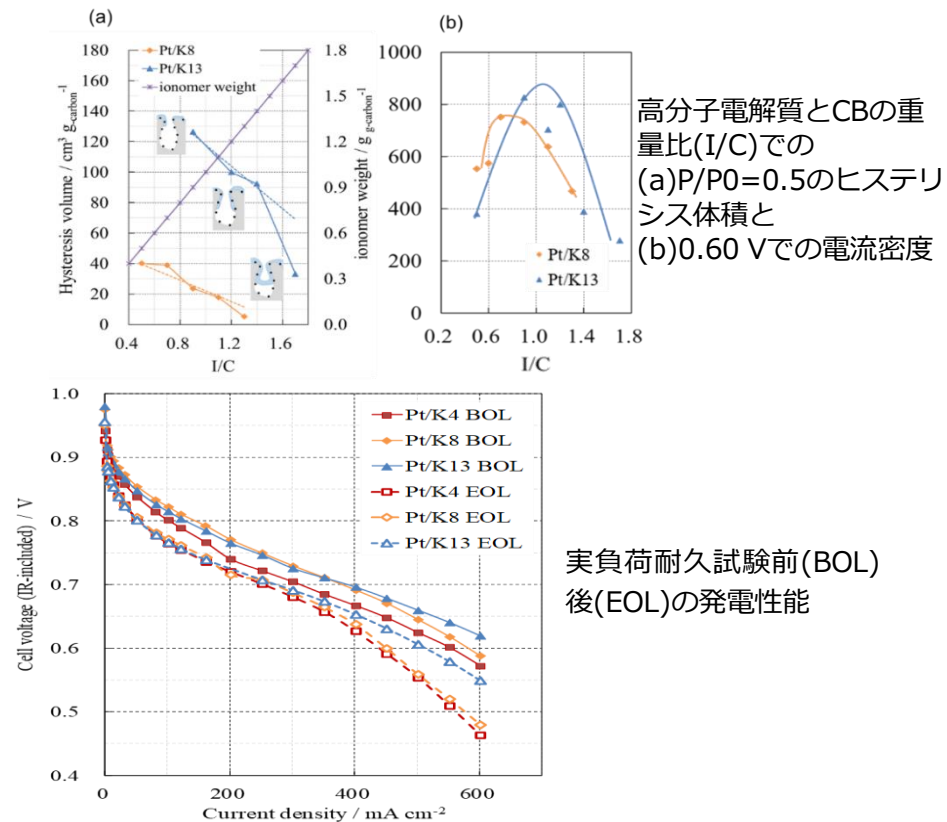 (a)
Pt/K8
Pt/K13
ionomer weight
Hysteresis volume / cm³ g-carbon⁻¹
180
160
140
120
100
80
60
40
20
0
1.8
1.5
1.2
0.9
0.6
0.3
0.0
ionomer weight / g g-carbon⁻¹
0.4
0.8
1.2
1.6
I/C
(b)
1000
800
600
400
200
0
Pt/K8
Pt/K13
0.2
0.6
1.0
1.4
1.8
I/C
高分子電解質とCBの重
量比(I/C)での
(a)P/P0=0.5のヒステリ
シス体積と
(b)0.60 Vでの電流密度
Cell voltage (IR-included) / V
1.0
0.9
0.8
0.7
0.6
0.5
0.4
Pt/K4 BOL
Pt/K8 BOL
Pt/K13 BOL
Pt/K4 EOL
Pt/K8 EOL
Pt/K13 EOL
0
200
400
600
Current density / mA cm⁻²
実負荷耐久試験前(BOL)
後(EOL)の発電性能